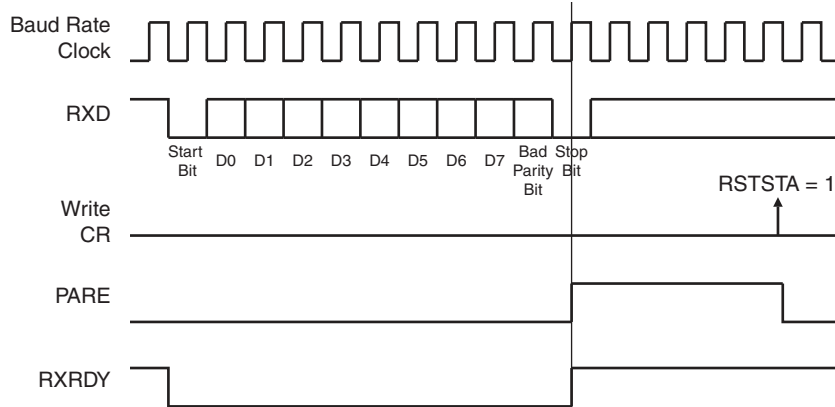 Baud Rate
Clock
RXD
Start
Bit
D0 D1 D2 D3 D4 D5 D6 D7
Bad
Parity
Bit
Stop
Bit
RSTSTA = 1
Write
CR
PARE
RXRDY